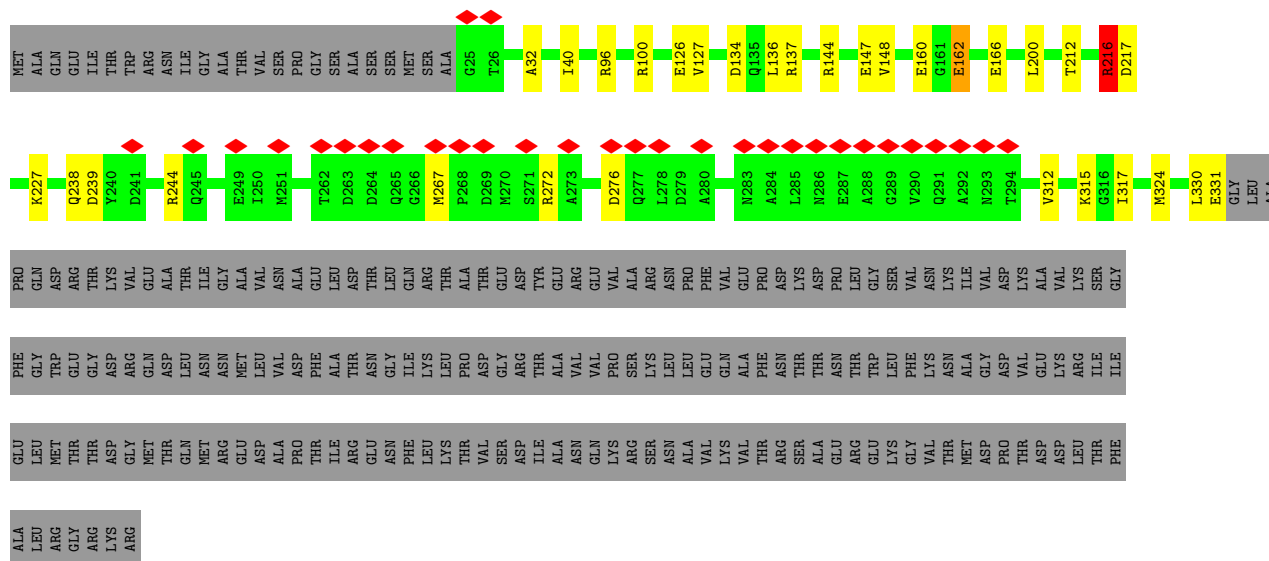 MET ALA GLN GLU ILE THR TRP ARG ASN ILE GLY ALA THR VAL SER PRO GLY SER ALA SER SER MET SER ALA G25 T26 A32 I40 R96 R100 E126 V127 D134 Q135 L136 R137 R144 E147 V148 E160 G161 E162 E166 L200 T212 R216 D217
K227 Q238 D239 Y240 D241 R244 Q245 E249 I250 M251 T262 D263 D264 Q265 G266 M267 P268 D269 M270 S271 R272 A273 D276 Q277 L278 D279 A280 N283 A284 L285 N286 E287 A288 G289 V290 Q291 A292 N293 T294 V312 K315 G316 I317 M324 L330 E331 GLY LEU ALA
PRO GLN ASP ARG THR LYS VAL GLU ALA THR ILE GLY ALA VAL ASN ALA GLU LEU ASP THR LEU GLN ARG THR ALA THR GLU ASP TYR GLU ARG GLU VAL ALA ARG ASN PRO PHE VAL GLU PRO ASP LYS ASP PRO LEU GLY SER VAL ASN LYS ILE VAL ASP LYS ALA VAL LYS SER GLY
PHE GLY TRP GLU GLY ASP ARG GLN ASP LEU ASN ASN MET LEU VAL ASP PHE ALA THR ASN GLY ILE LYS LEU PRO ASP GLY ARG THR ALA VAL VAL PRO SER LYS LEU LEU GLU GLN ALA PHE ASN THR THR ASN THR TRP LEU PHE LYS ASN ALA GLY ASP VAL GLU LYS ARG ILE ILE
GLU LEU MET THR THR ASP GLY MET THR GLN MET ARG GLU ASP ALA PRO THR ILE ARG GLU ASN PHE LEU LYS THR VAL SER ASP ILE ALA ASN GLN LYS ARG SER ASN ALA VAL LYS VAL THR ARG SER ALA GLU ARG GLU LYS GLY VAL THR MET ASP PRO THR ASP ASP LEU THR PHE
ALA LEU ARG GLY ARG LYS ARG